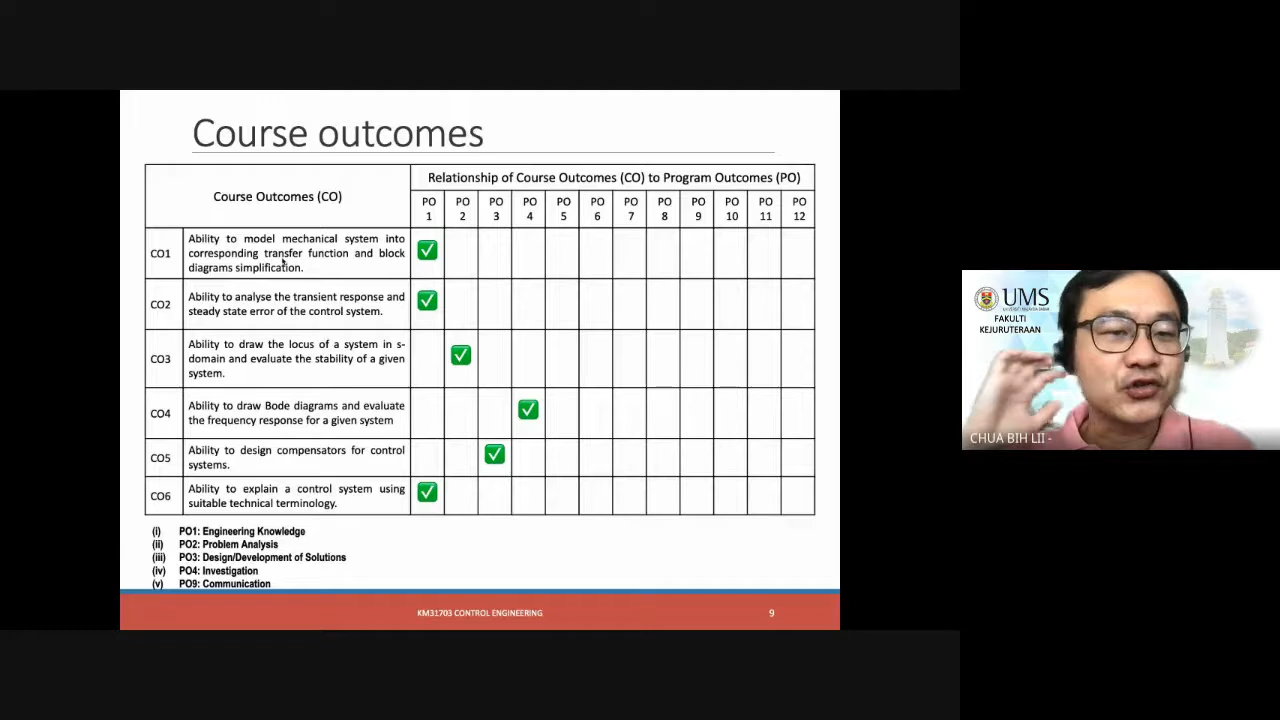 Course outcomes
Course Outcomes (CO)
Relationship of Course Outcomes (CO) to Program Outcomes (PO)
PO 1
PO 2
PO 3
PO 4
PO 5
PO 6
PO 7
PO 8
PO 9
PO 10
PO 11
PO 12
CO1
Ability to model mechanical system into
corresponding transfer function and block
diagrams simplification.
CO2
Ability to analyse the transient response and
steady state error of the control system.
CO3
Ability to draw the locus of a system in s-
domain and evaluate the stability of a given
system.
CO4
Ability to draw Bode diagrams and evaluate
the frequency response for a given system
CO5
Ability to design compensators for control
systems.
CO6
Ability to explain a control system using
suitable technical terminology.
(i) PO1: Engineering Knowledge
(ii) PO2: Problem Analysis
(iii) PO3: Design/Development of Solutions
(iv) PO4: Investigation
(v) PO9: Communication
KM31703 CONTROL ENGINEERING
9
UMS
UNIVERSITI MALAYSIA SABAH
FAKULTI
KEJURUTERAAN
CHUA BIH LII -